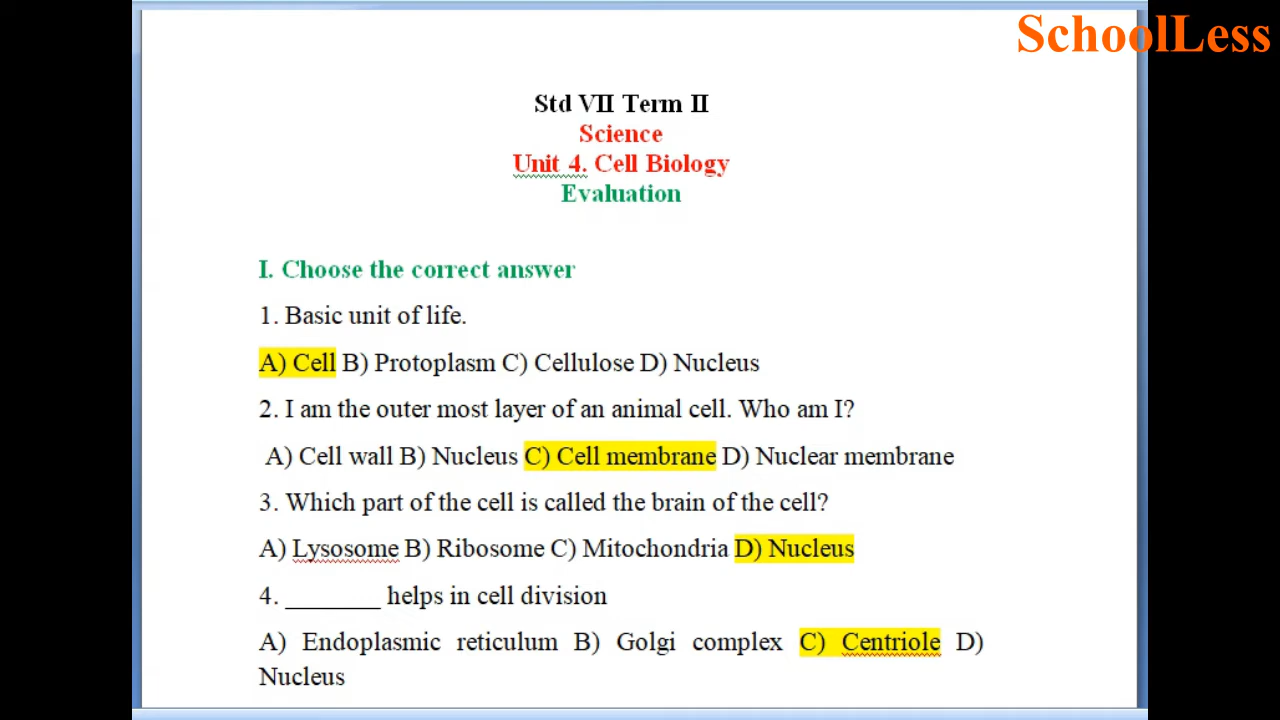 SchoolLess
Std VII Term II
Science
Unit 4. Cell Biology
Evaluation
I. Choose the correct answer
1. Basic unit of life.
A) Cell B) Protoplasm C) Cellulose D) Nucleus
2. I am the outer most layer of an animal cell. Who am I?
A) Cell wall B) Nucleus C) Cell membrane D) Nuclear membrane
3. Which part of the cell is called the brain of the cell?
A) Lysosome B) Ribosome C) Mitochondria D) Nucleus
4. _______ helps in cell division
A) Endoplasmic reticulum B) Golgi complex C) Centriole D)
Nucleus